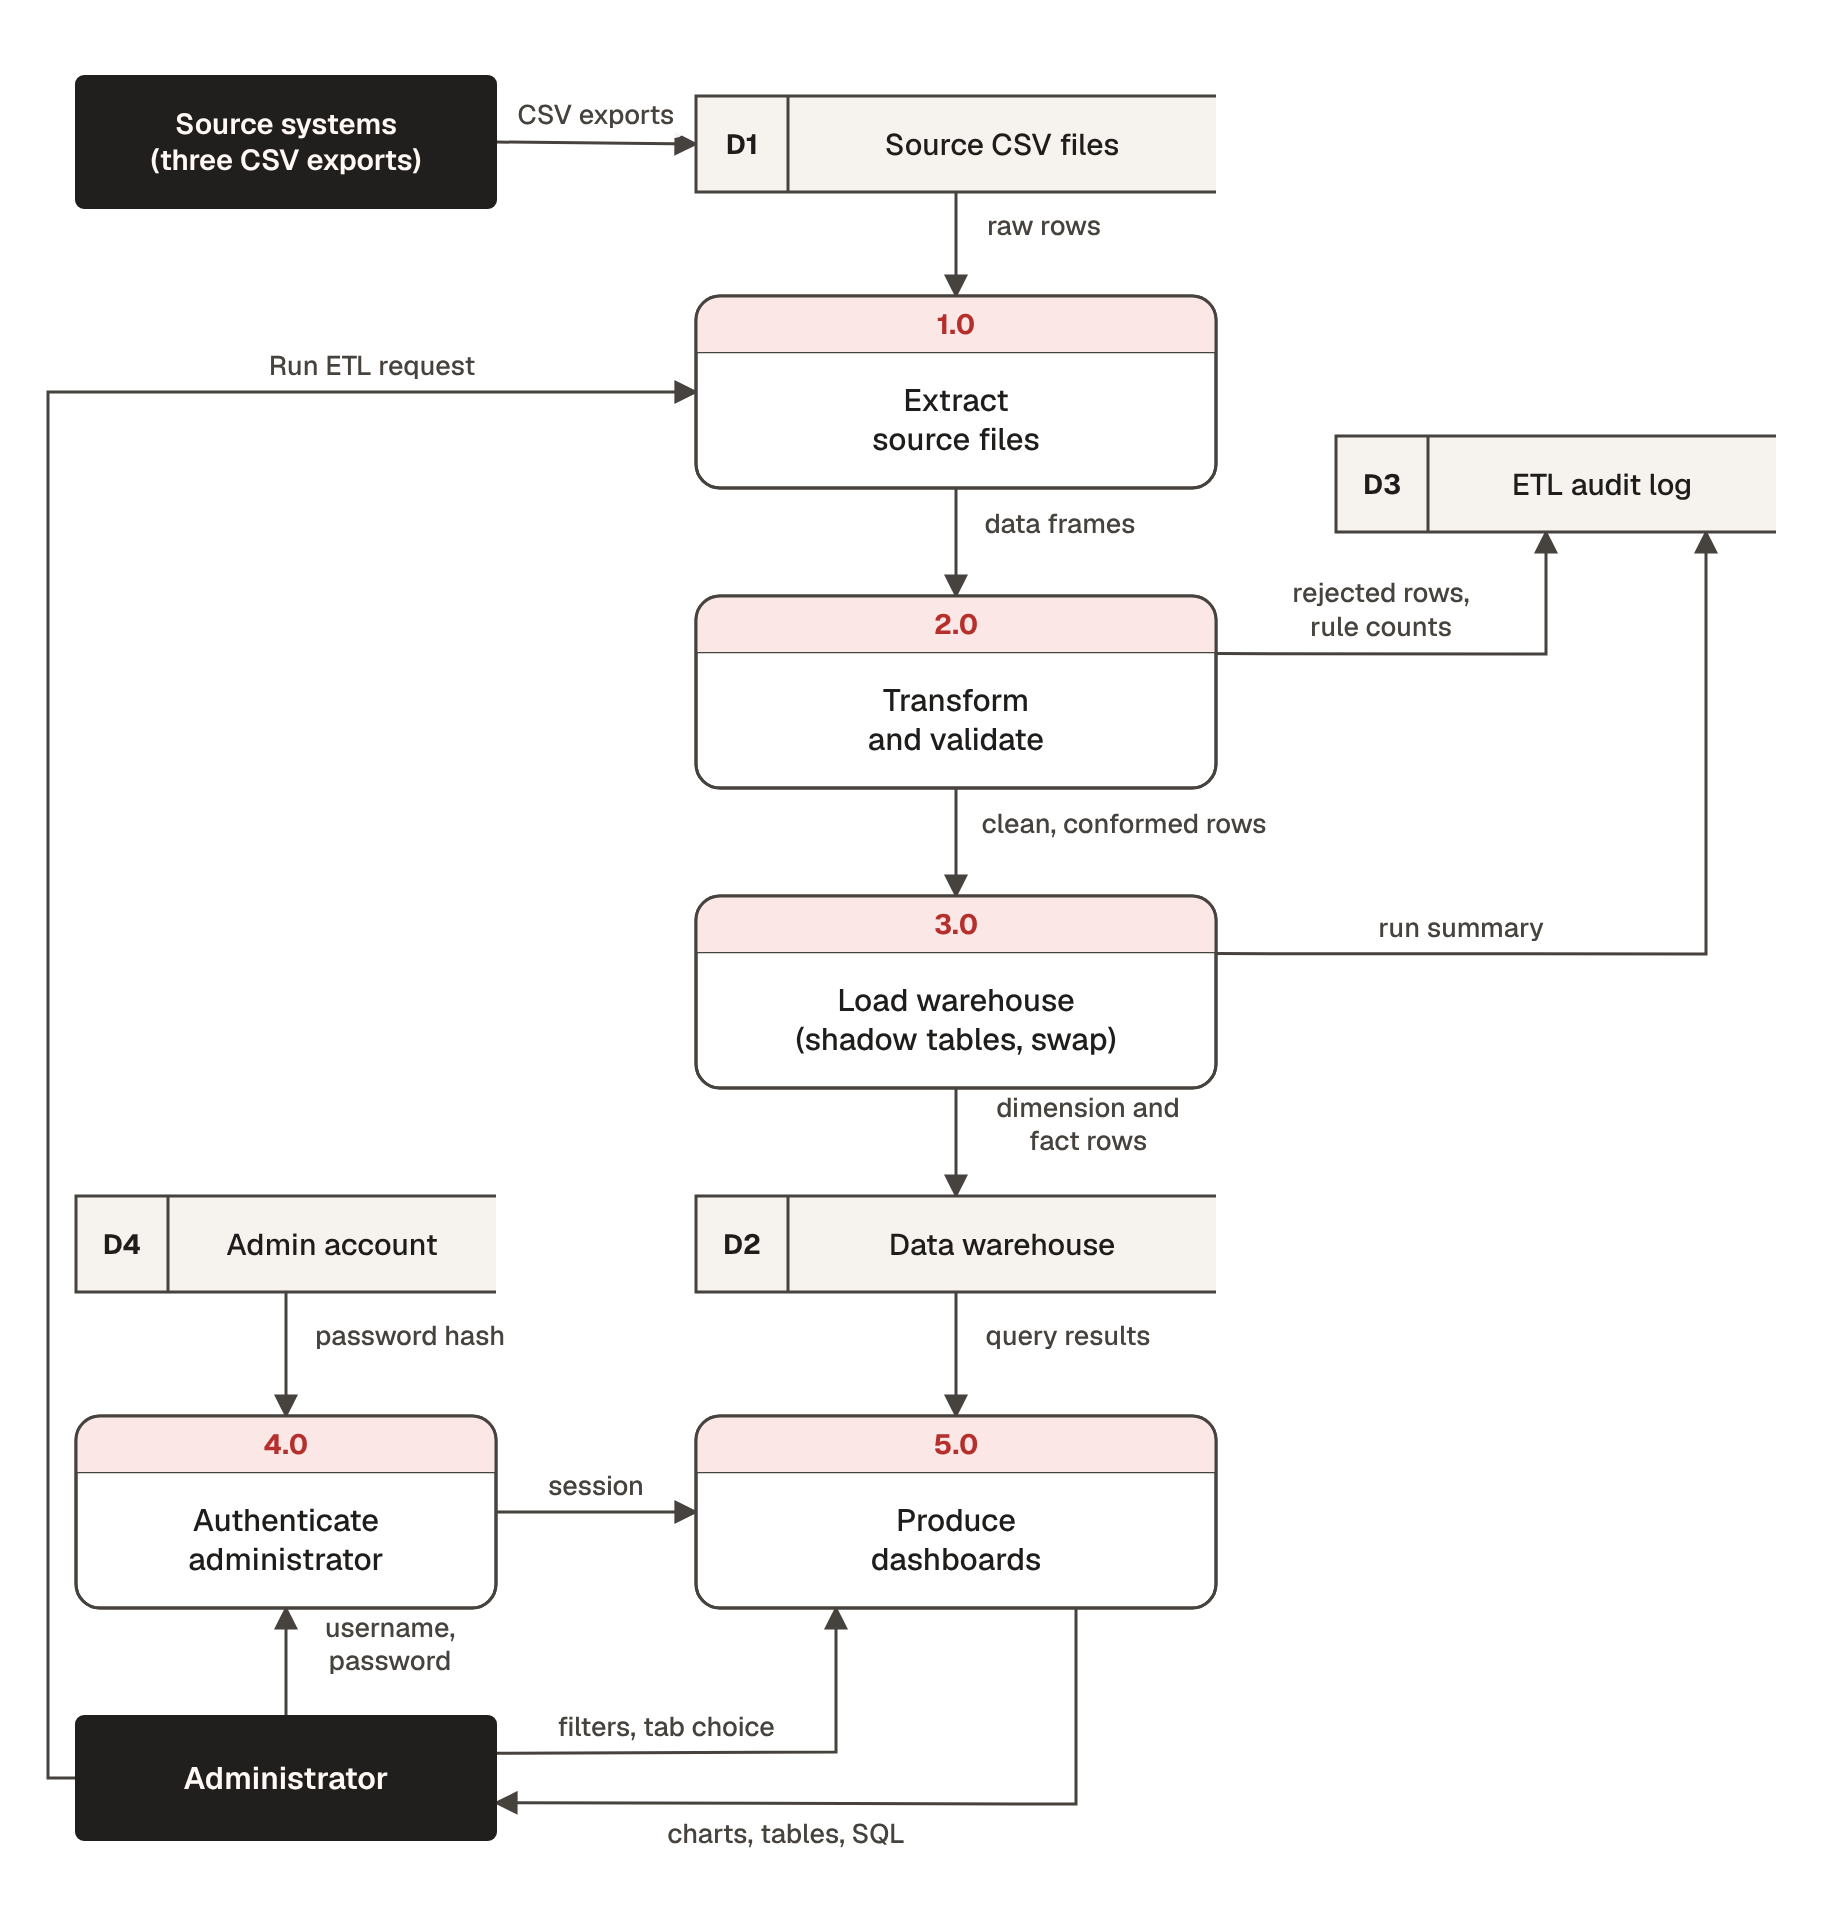 Source systems
(three CSV exports)
CSV exports
D1
Source CSV files
raw rows
1.0
Extract
source files
Run ETL request
D3
ETL audit log
data frames
2.0
Transform
and validate
rejected rows,
rule counts
clean, conformed rows
3.0
Load warehouse
(shadow tables, swap)
run summary
dimension and
fact rows
D4
Admin account
D2
Data warehouse
password hash
query results
4.0
Authenticate
administrator
session
5.0
Produce
dashboards
username,
password
filters, tab choice
Administrator
charts, tables, SQL